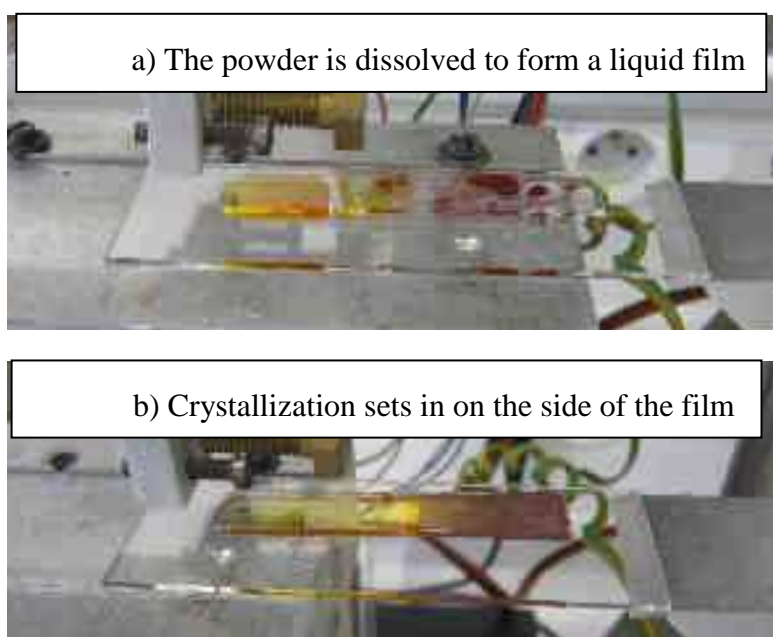 a) The powder is dissolved to form a liquid film
b) Crystallization sets in on the side of the film